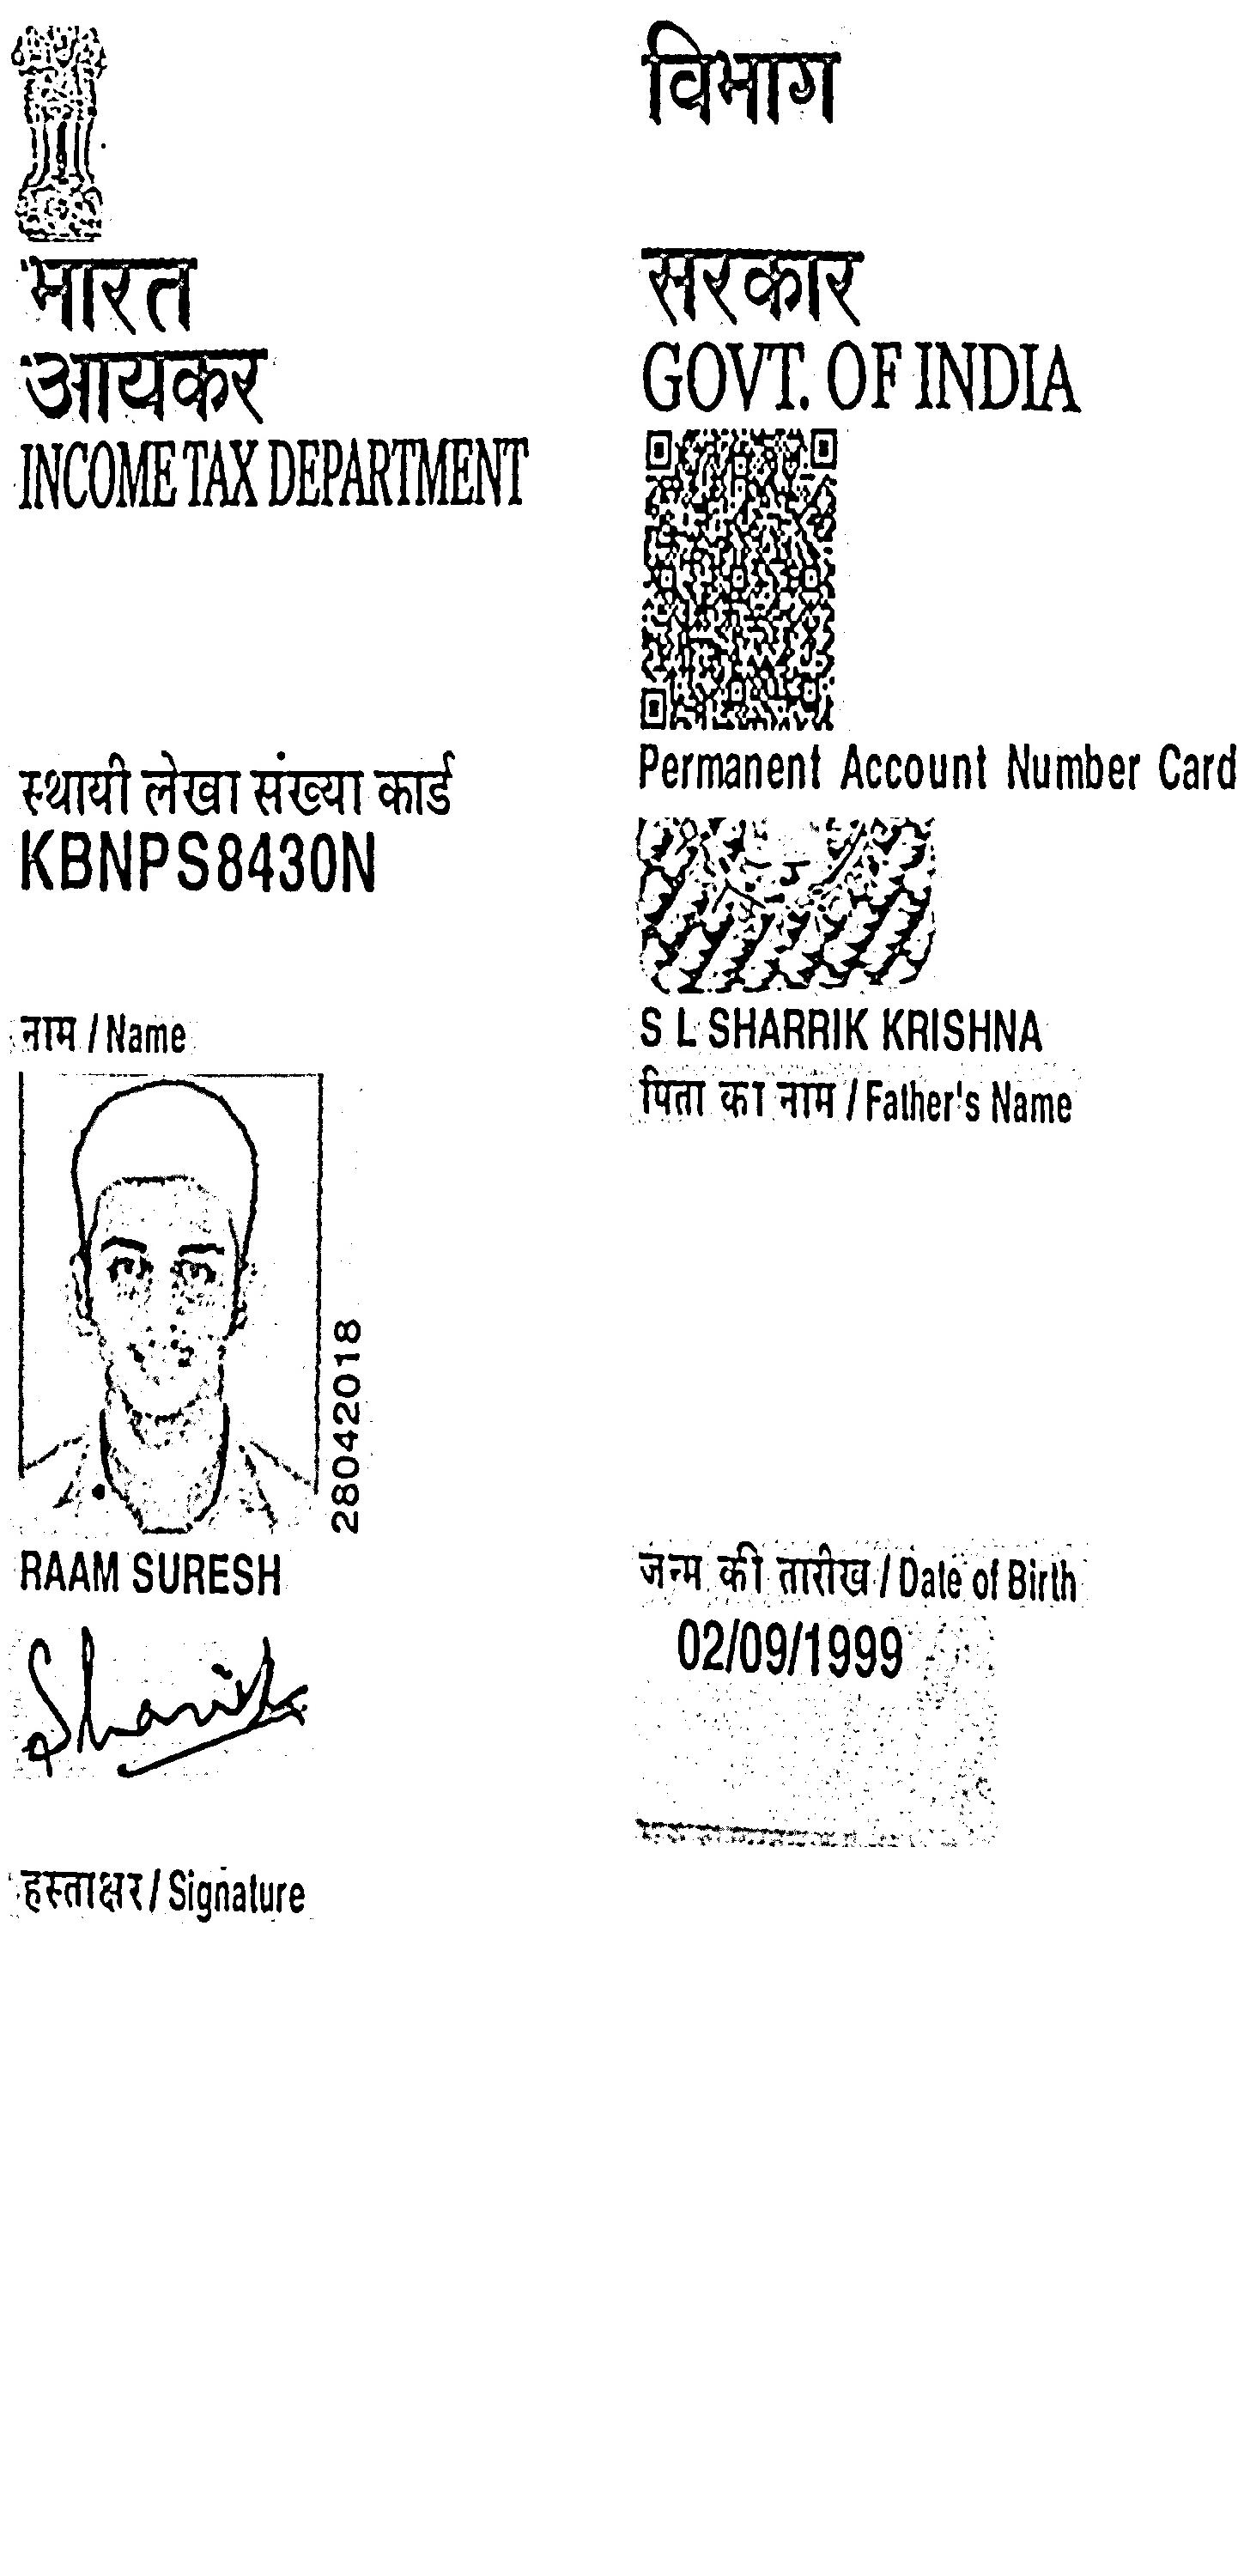 विभाग
भारत सरकार
आयकर GOVT. OF INDIA
INCOME TAX DEPARTMENT
स्थायी लेखा संख्या कार्ड Permanent Account Number Card
KBNPS8430N
नाम / Name S L SHARRIK KRISHNA
पिता का नाम / Father's Name
28042018
RAAM SURESH जन्म की तारीख / Date of Birth
02/09/1999
Sharrik
हस्ताक्षर / Signature